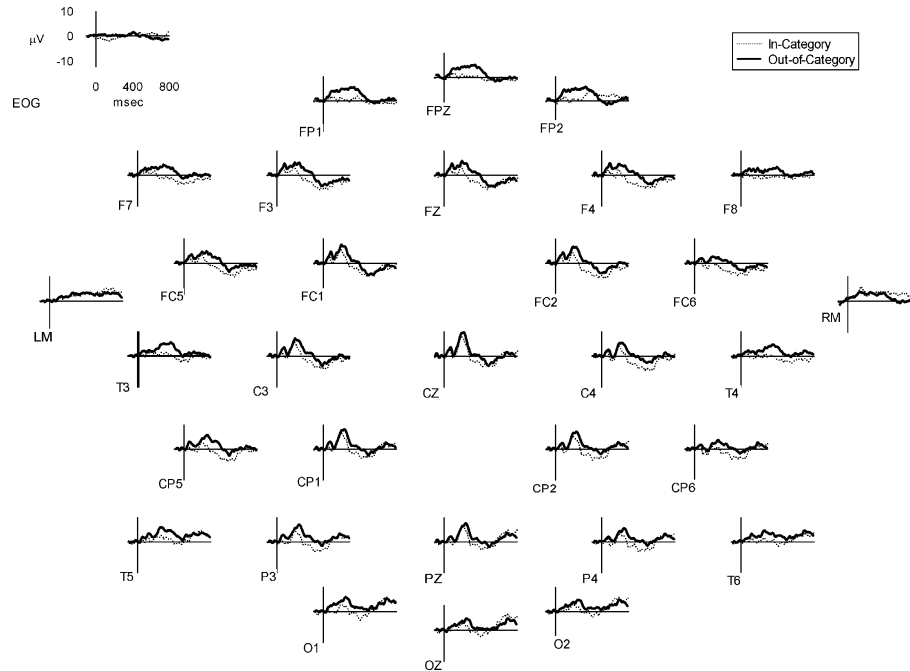 10
μV 0
-10
0 400 800
EOG msec
In-Category
Out-of-Category
FPZ
FP1 FP2
F7 F3 FZ F4 F8
FC5 FC1 FC2 FC6
LM RM
T3 C3 CZ C4 T4
CP5 CP1 CP2 CP6
T5 P3 PZ P4 T6
O1 OZ O2